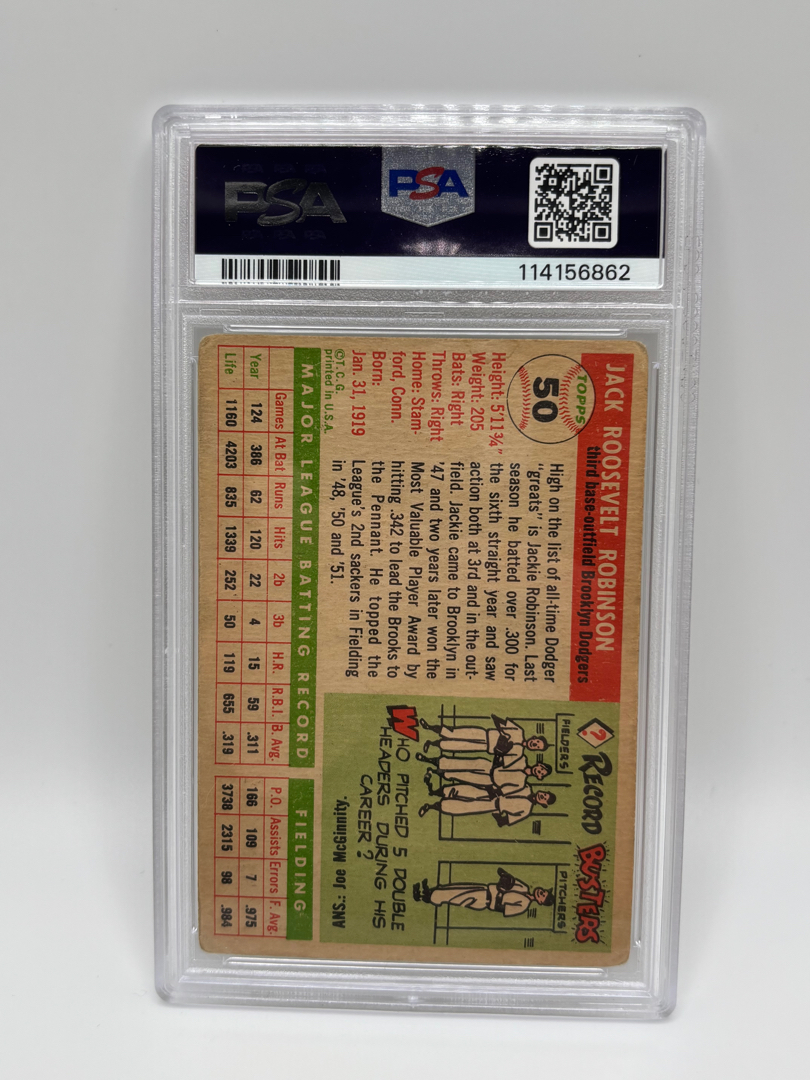 PSA
PSA
114156862
JACK ROOSEVELT ROBINSON
third base-outfield Brooklyn Dodgers
TOPPS
50
Height: 5'11¾"
Weight: 205
Bats: Right
Throws: Right
Home: Stam-
ford, Conn.
Born:
Jan. 31, 1919
©T.C.G.
printed in U.S.A.
High on the list of all-time Dodger
"greats" is Jackie Robinson. Last
season he batted over .300 for
the sixth straight year and saw
action both at 3rd and in the out-
field. Jackie came to Brooklyn in
'47 and two years later won the
Most Valuable Player Award by
hitting .342 to lead the Brooks to
the Pennant. He topped the
League's 2nd sackers in Fielding
in '48, '50 and '51.
? RECORD BUSTERS
FIELDERS
PITCHERS
WHO PITCHED 5 DOUBLE
HEADERS DURING HIS
CAREER?
ANS: Joe McGinnity.
MAJOR LEAGUE BATTING RECORD
FIELDING
Games At Bat Runs Hits 2b 3b H.R. R.B.I. B. Avg. P.O. Assists Errors F. Avg.
Year 124 386 62 120 22 4 15 59 .311 166 109 7 .975
Life 1160 4203 835 1339 252 50 119 655 .319 3738 2315 98 .984